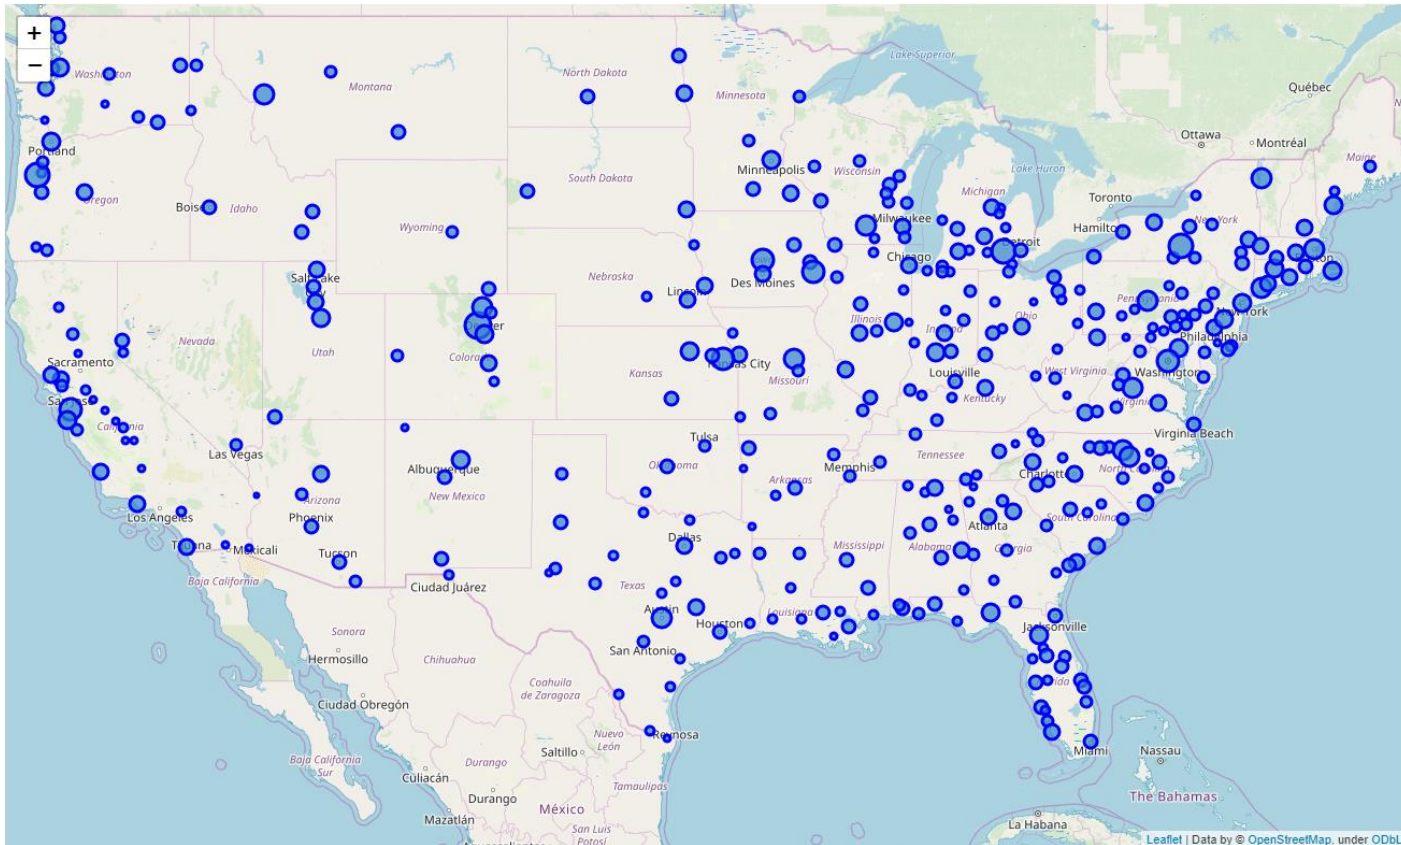 +
−
Washington
Montana
North Dakota
Minnesota
Lake Superior
Québec
Ottawa
Montréal
Maine
Portland
Oregon
Idaho
South Dakota
Minneapolis
Wisconsin
Michigan
Lake Huron
Toronto
Hamilton
New York
Wyoming
Milwaukee
Detroit
Chicago
Nebraska
Des Moines
Pennsylvania
New York
Nevada
Utah
Illinois
Ohio
Philadelphia
Sacramento
Kansas
Kansas City
Missouri
Louisville
West Virginia
Washington
Kentucky
Virginia
California
Las Vegas
Tulsa
Virginia Beach
Albuquerque
New Mexico
Memphis
Tennessee
Arkansas
Los Angeles
Arizona
Phoenix
South Carolina
Atlanta
Mexicali
Tucson
Dallas
Mississippi
Alabama
Georgia
Baja California
Ciudad Juárez
Texas
Austin
Houston
Louisiana
Jacksonville
Sonora
Hermosillo
Chihuahua
San Antonio
Coahuila
de Zaragoza
Ciudad Obregón
Nuevo
León
Saltillo
Miami
Nassau
Baja
California
Sur
Culiacán
Durango
Tamaulipas
Durango
México
The Bahamas
Mazatlán
San Luis
Potosí
La Habana
Leaflet | Data by © OpenStreetMap, under ODbL